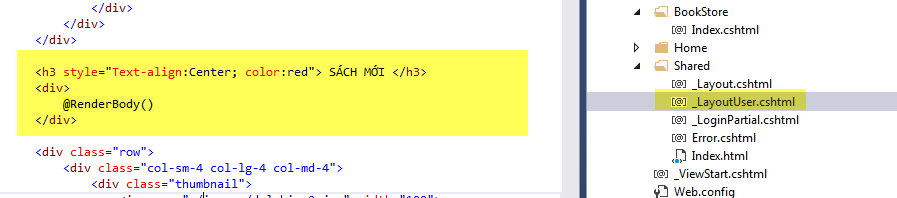 </div>
</div>
</div>
<h3 style="Text-align:Center; color:red"> SÁCH MỚI </h3>
<div>
@RenderBody()
</div>
<div class="row">
<div class="col-sm-4 col-lg-4 col-md-4">
<div class="thumbnail">
BookStore
Index.cshtml
Home
Shared
_Layout.cshtml
_LayoutUser.cshtml
_LoginPartial.cshtml
Error.cshtml
Index.html
_ViewStart.cshtml
Web.config